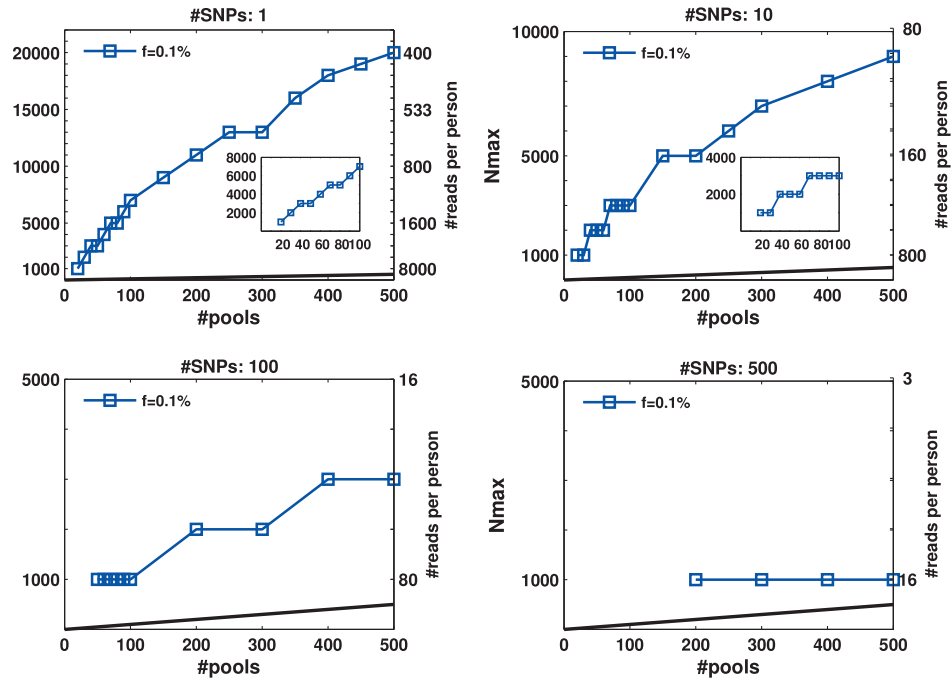 #SNPs: 1
f=0.1%
20000
15000
10000
5000
1000
400
533
800
1600
8000
#reads per person
8000
6000
4000
2000
20 40 60 80 100
0 100 200 300 400 500
#pools
#SNPs: 10
f=0.1%
Nmax
10000
5000
1000
80
160
800
#reads per person
4000
2000
20 40 60 80 100
0 100 200 300 400 500
#pools
#SNPs: 100
f=0.1%
5000
1000
16
80
#reads per person
0 100 200 300 400 500
#pools
#SNPs: 500
f=0.1%
Nmax
5000
1000
3
16
#reads per person
0 100 200 300 400 500
#pools